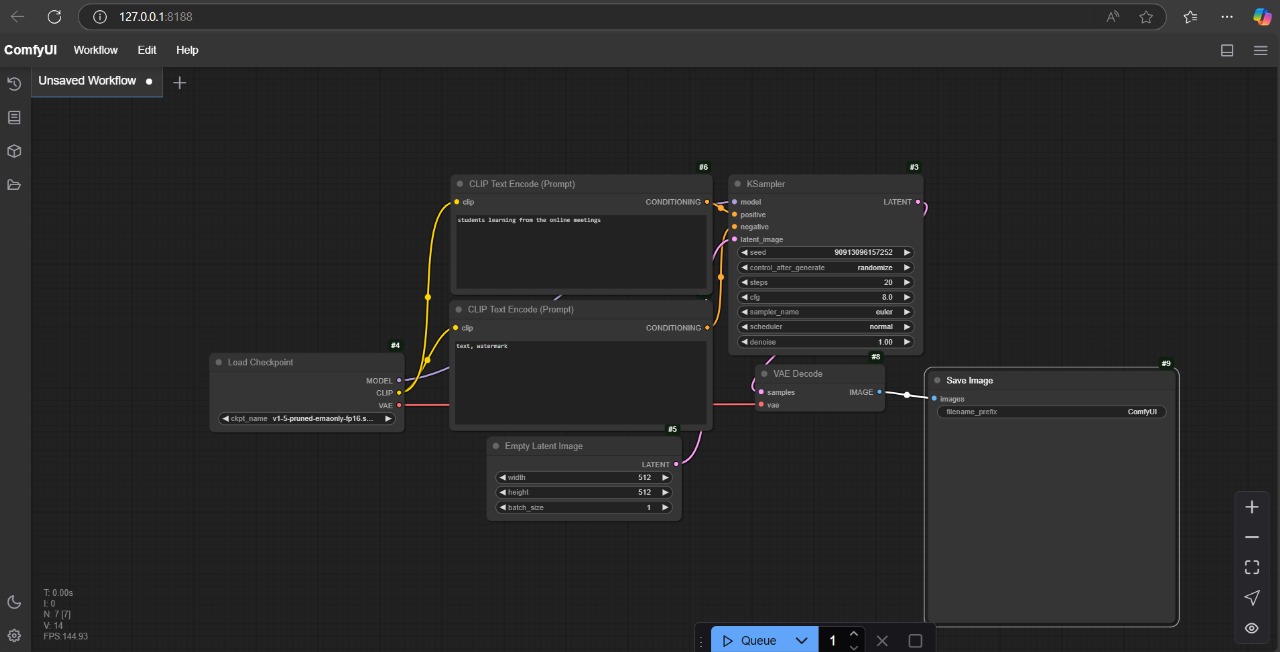 127.0.0.1:8188
ComfyUI Workflow Edit Help
Unsaved Workflow
#6
CLIP Text Encode (Prompt)
clip CONDITIONING
students learning from the online meetings
#3
KSampler
model LATENT
positive
negative
latent_image
seed 90913096157252
control_after_generate randomize
steps 20
cfg 8.0
sampler_name euler
scheduler normal
denoise 1.00
CLIP Text Encode (Prompt)
clip CONDITIONING
text, watermark
#4
Load Checkpoint
MODEL
CLIP
VAE
ckpt_name v1-5-pruned-emaonly-fp16.s...
#8
VAE Decode
samples IMAGE
vae
#9
Save Image
images
filename_prefix ComfyUI
#5
Empty Latent Image
LATENT
width 512
height 512
batch_size 1
T: 0.00s
I: 0
N: 7 [7]
V: 14
FPS:144.93
Queue 1